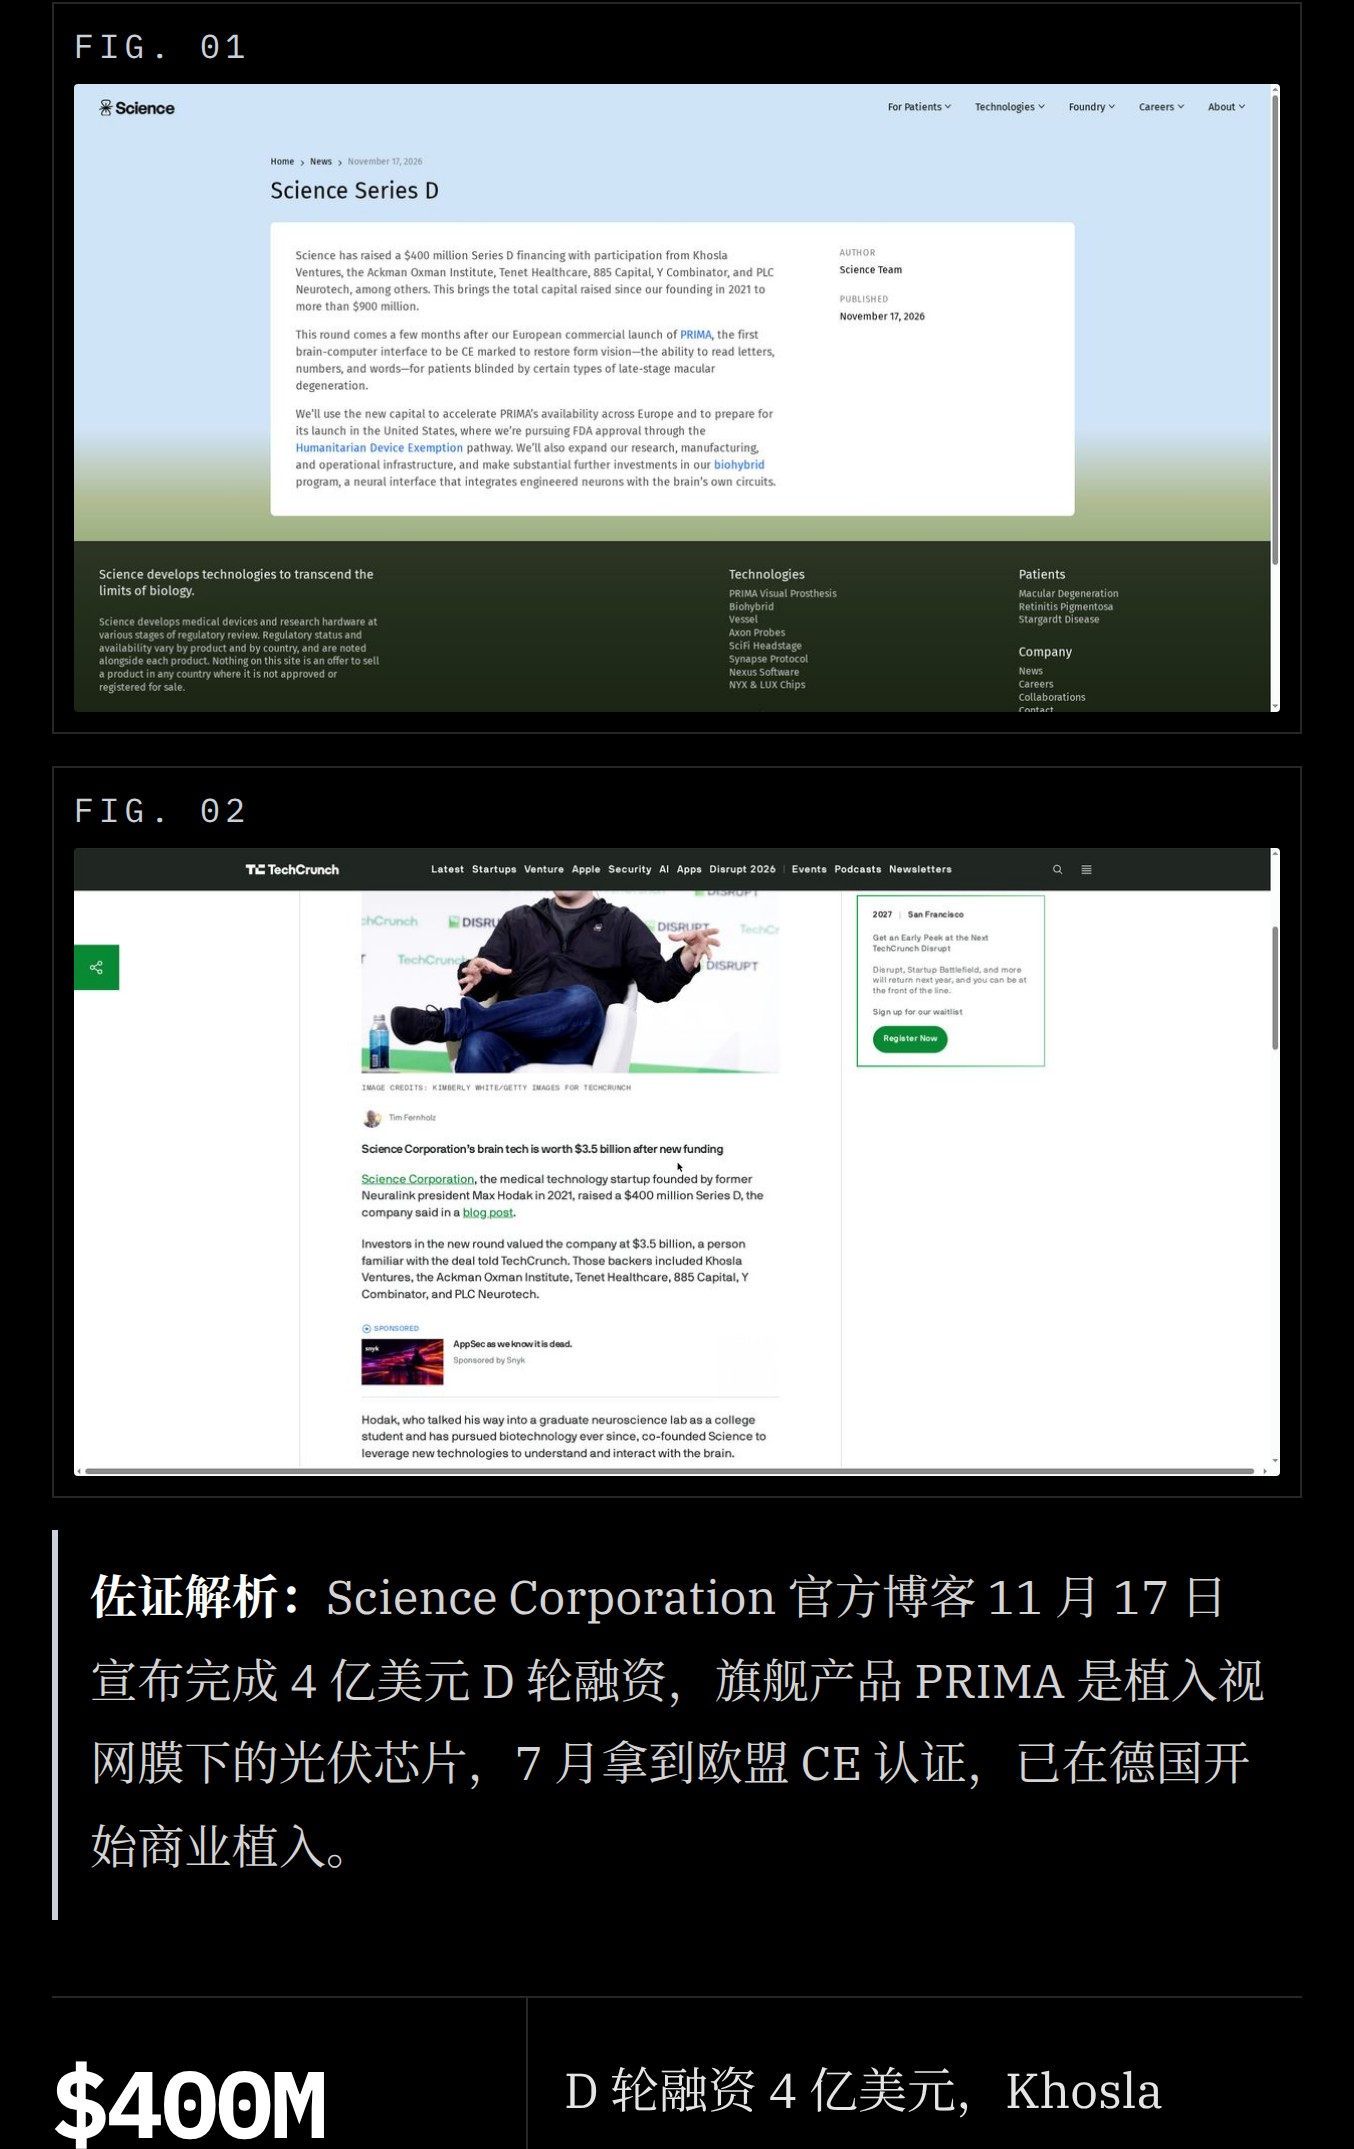 FIG. 01
Science
For Patients
Technologies
Foundry
Careers
About
Home > News > November 17, 2026
Science Series D
Science has raised a $400 million Series D financing with participation from Khosla
Ventures, the Ackman Oxman Institute, Tenet Healthcare, 885 Capital, Y Combinator, and PLC
Neurotech, among others. This brings the total capital raised since our founding in 2021 to
more than $900 million.
This round comes a few months after our European commercial launch of PRIMA, the first
brain-computer interface to be CE marked to restore form vision—the ability to read letters,
numbers, and words—for patients blinded by certain types of late-stage macular
degeneration.
We'll use the new capital to accelerate PRIMA's availability across Europe and to prepare for
its launch in the United States, where we're pursuing FDA approval through the
Humanitarian Device Exemption pathway. We'll also expand our research, manufacturing,
and operational infrastructure, and make substantial further investments in our biohybrid
program, a neural interface that integrates engineered neurons with the brain's own circuits.
AUTHOR
Science Team
PUBLISHED
November 17, 2026
Science develops technologies to transcend the
limits of biology.
Science develops medical devices and research hardware at
various stages of regulatory review. Regulatory status and
availability vary by product and by country, and are noted
alongside each product. Nothing on this site is an offer to sell
a product in any country where it is not approved or
registered for sale.
Technologies
PRIMA Visual Prosthesis
Biohybrid
Vessel
Axon Probes
SciFi Headstage
Synapse Protocol
Nexus Software
NYX & LUX Chips
Patients
Macular Degeneration
Retinitis Pigmentosa
Stargardt Disease
Company
News
Careers
Collaborations
Contact
FIG. 02
TechCrunch
Latest Startups Venture Apple Security AI Apps Disrupt 2026 | Events Podcasts Newsletters
chCrunch
DISRU
DISRUPT
DISRUPT
TechCr
TechCrunch
DISRUPT
2027 | San Francisco
Get an Early Peek at the Next
TechCrunch Disrupt
Disrupt, Startup Battlefield, and more
will return next year, and you can be at
the front of the line.
Sign up for our waitlist
Register Now
IMAGE CREDITS: KIMBERLY WHITE/GETTY IMAGES FOR TECHCRUNCH
Tim Fernholz
Science Corporation's brain tech is worth $3.5 billion after new funding
Science Corporation, the medical technology startup founded by former
Neuralink president Max Hodak in 2021, raised a $400 million Series D, the
company said in a blog post.
Investors in the new round valued the company at $3.5 billion, a person
familiar with the deal told TechCrunch. Those backers included Khosla
Ventures, the Ackman Oxman Institute, Tenet Healthcare, 885 Capital, Y
Combinator, and PLC Neurotech.
SPONSORED
snyk
AppSec as we know it is dead.
Sponsored by Snyk
Hodak, who talked his way into a graduate neuroscience lab as a college
student and has pursued biotechnology ever since, co-founded Science to
leverage new technologies to understand and interact with the brain.
佐证解析：Science Corporation 官方博客 11 月 17 日
宣布完成 4 亿美元 D 轮融资，旗舰产品 PRIMA 是植入视
网膜下的光伏芯片，7 月拿到欧盟 CE 认证，已在德国开
始商业植入。
$400M
D 轮融资 4 亿美元，Khosla